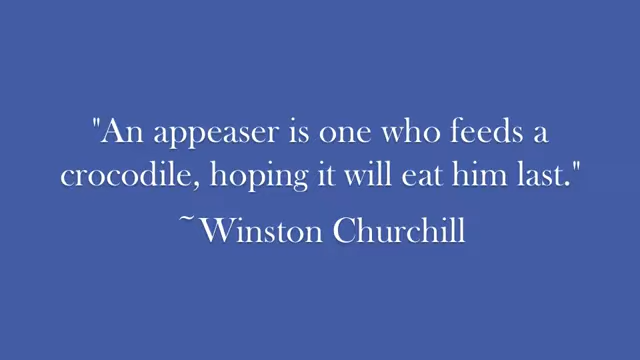 "An appeaser is one who feeds a
crocodile, hoping it will eat him last."
~Winston Churchill